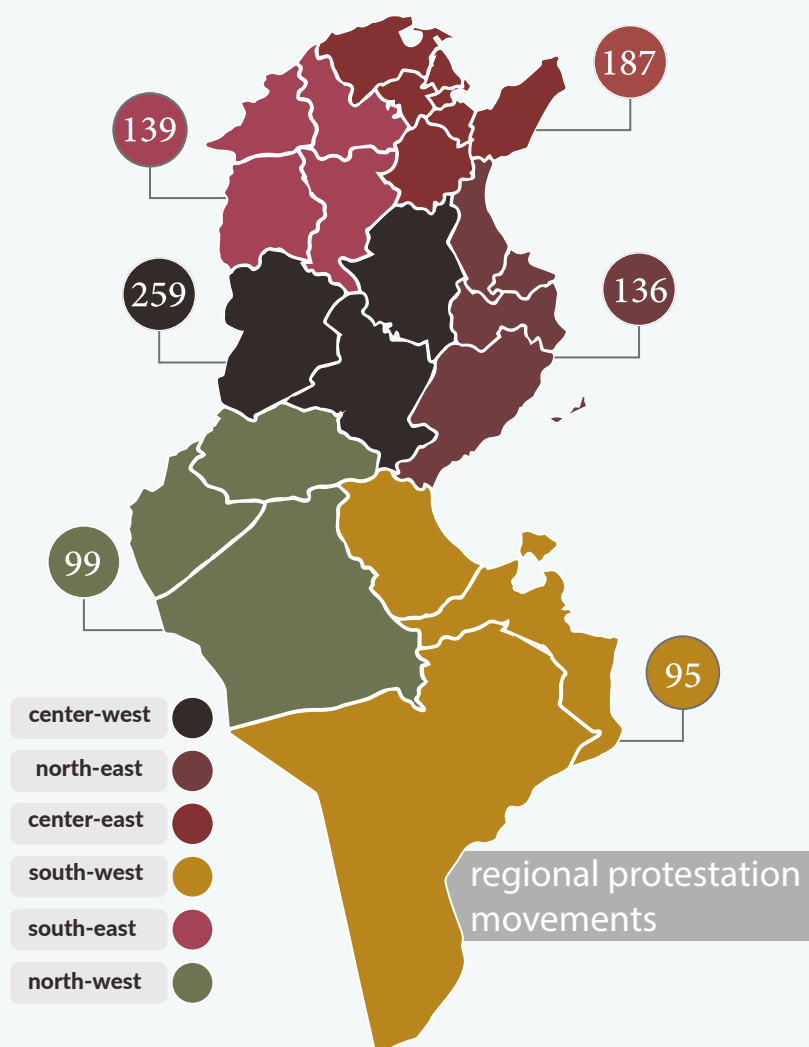 187
139
259
136
99
95
center-west
north-east
center-east
south-west
south-east
north-west
regional protestation
movements